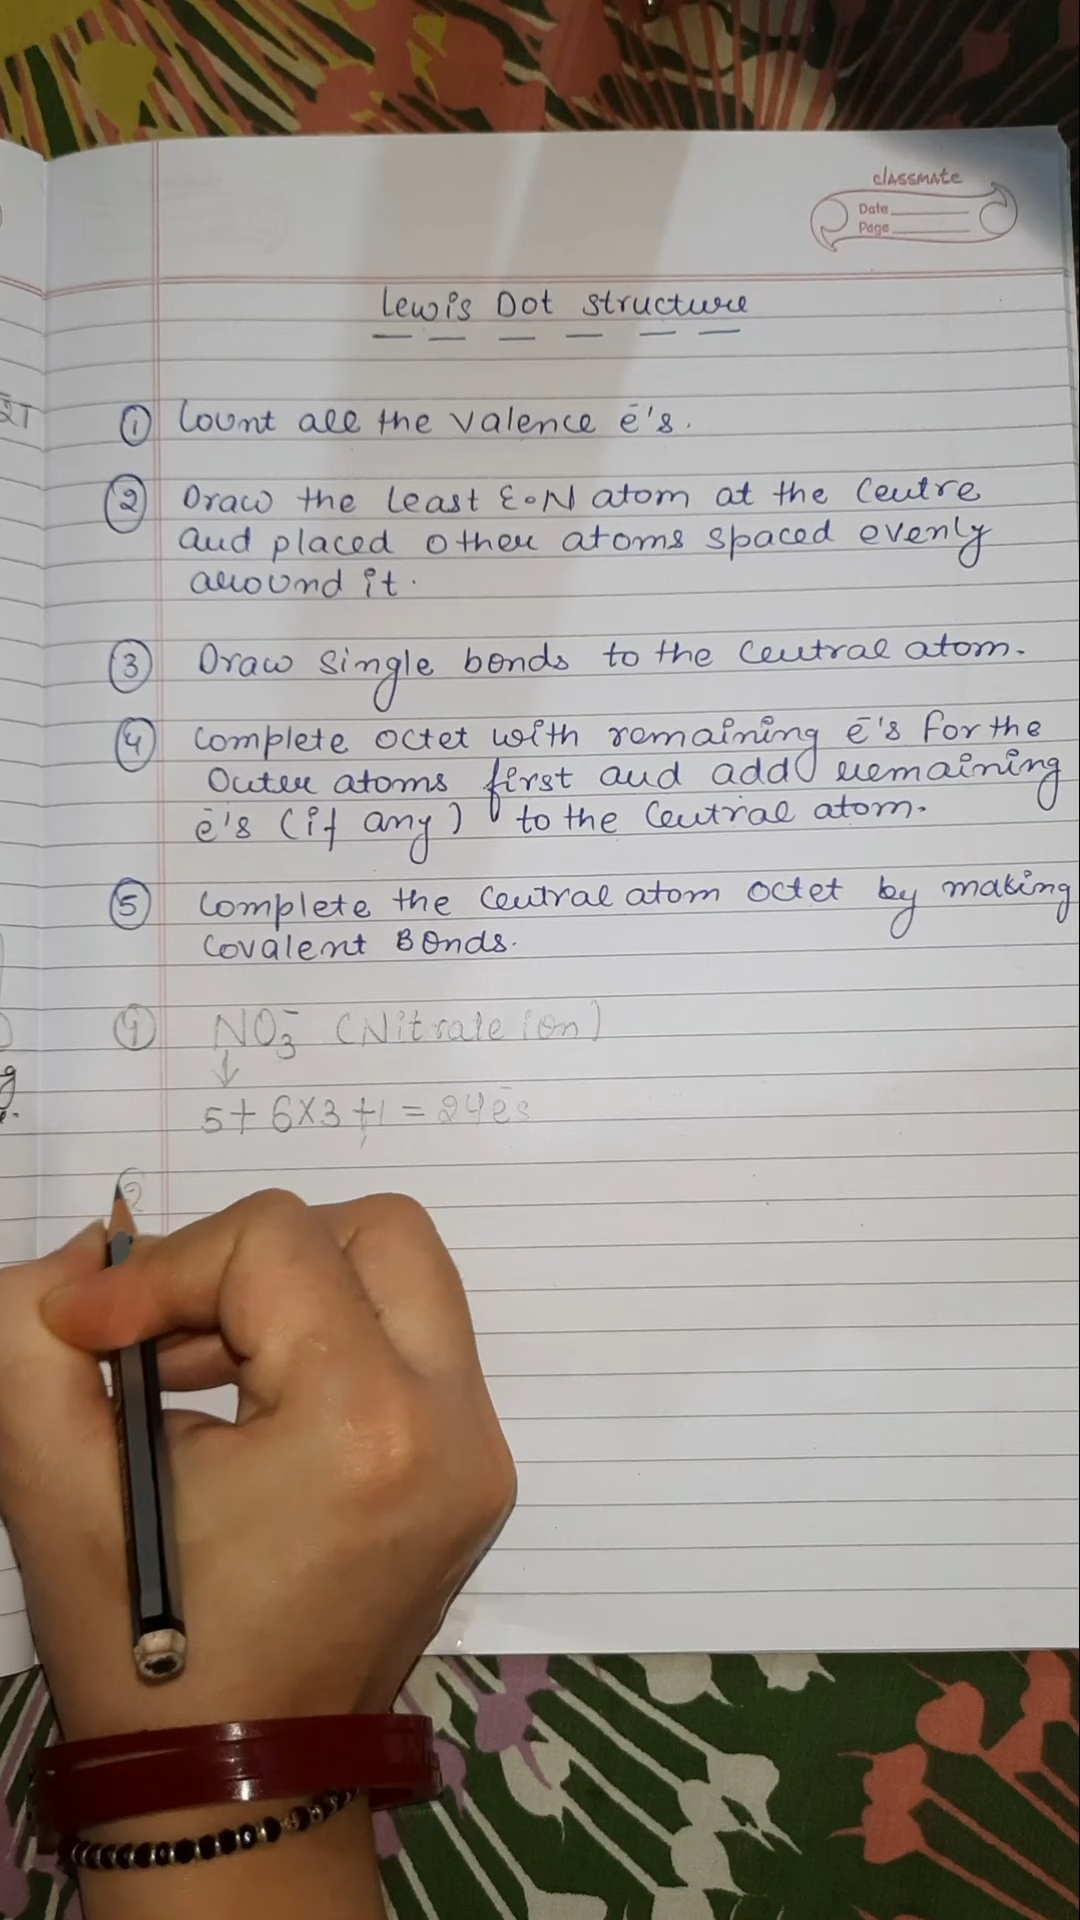 classmate
Date
Page
Lewis Dot structure
① Count all the valence ē's.
② Draw the least E.N atom at the Centre
and placed other atoms spaced evenly
around it.
③ Draw single bonds to the central atom.
④ Complete octet with remaining ē's for the
Outer atoms first and add remaining
ē's (if any) to the central atom.
⑤ Complete the central atom octet by making
Covalent Bonds.
① NO₃⁻ (Nitrate ion)
↓
5+ 6x3 +1 = 24ēs
②